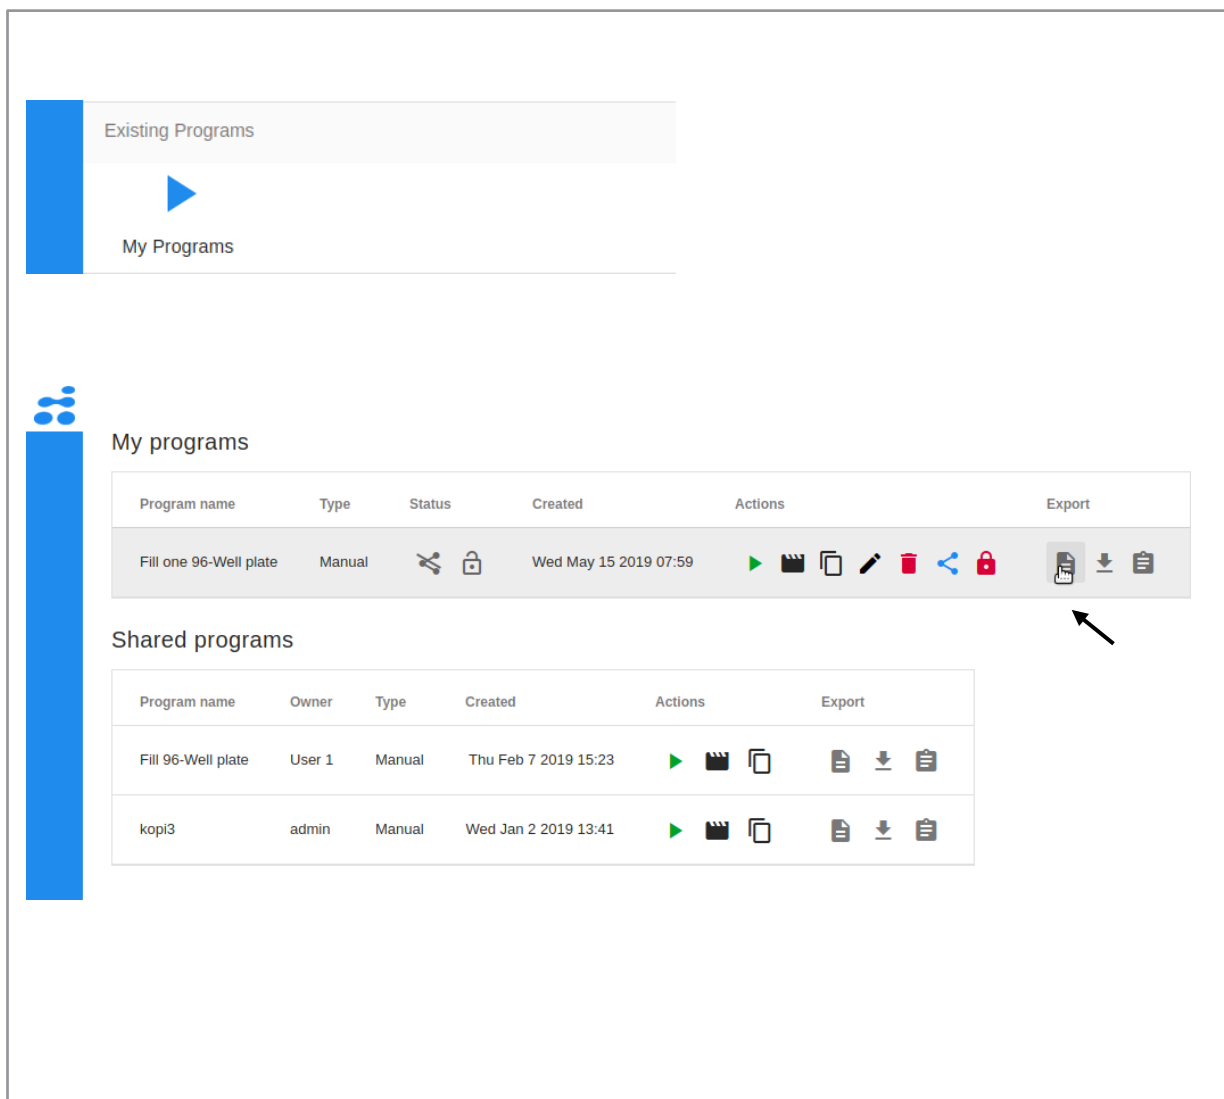 Existing Programs
My Programs
My programs
Program name Type Status Created Actions Export
Fill one 96-Well plate Manual Wed May 15 2019 07:59
Shared programs
Program name Owner Type Created Actions Export
Fill 96-Well plate User 1 Manual Thu Feb 7 2019 15:23
kopi3 admin Manual Wed Jan 2 2019 13:41